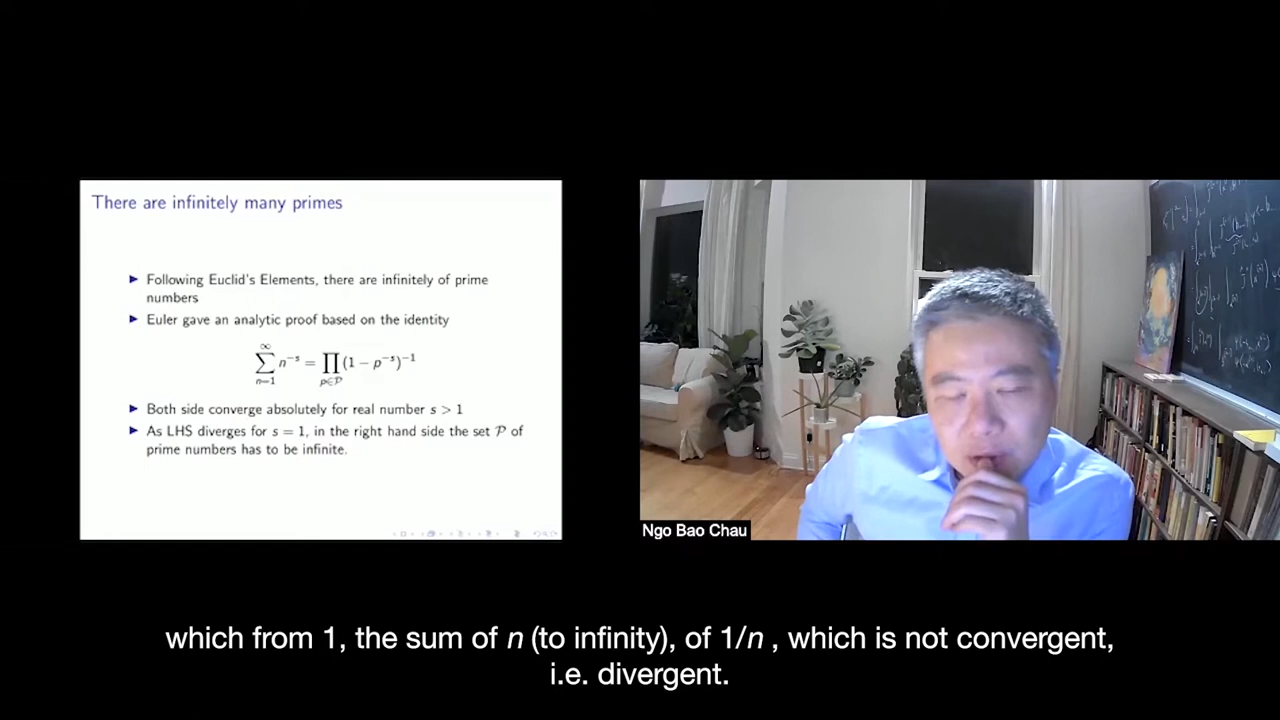 There are infinitely many primes
► Following Euclid's Elements, there are infinitely of prime
numbers
► Euler gave an analytic proof based on the identity
∑_{n=1}^{∞} n^{-s} = ∏_{p∈𝒫} (1 − p^{-s})^{-1}
► Both side converge absolutely for real number s > 1
► As LHS diverges for s = 1, in the right hand side the set 𝒫 of
prime numbers has to be infinite.
Ngo Bao Chau
which from 1, the sum of n (to infinity), of 1/n , which is not convergent,
i.e. divergent.